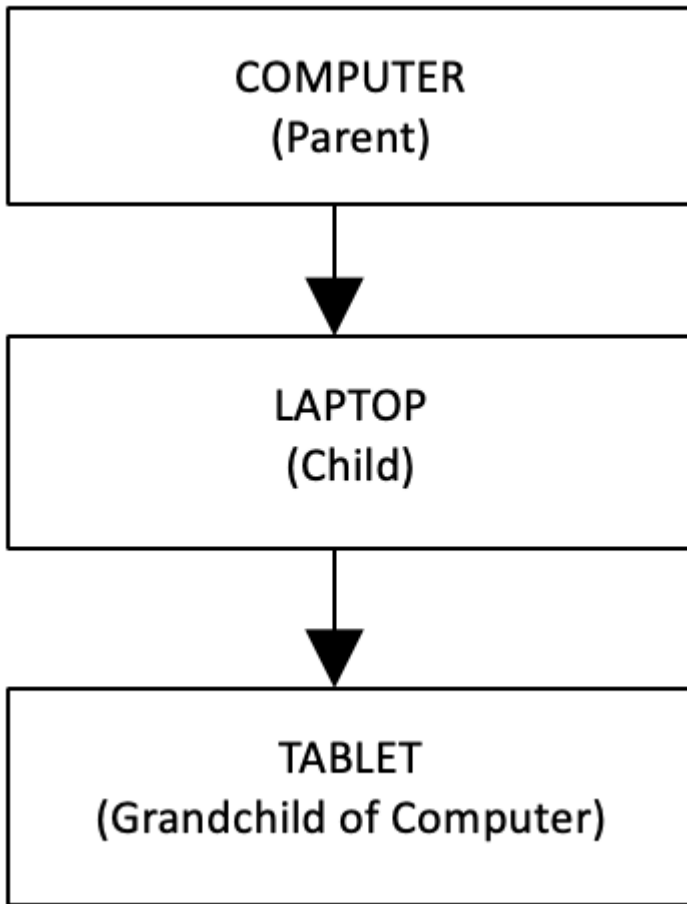 COMPUTER
(Parent)
LAPTOP
(Child)
TABLET
(Grandchild of Computer)